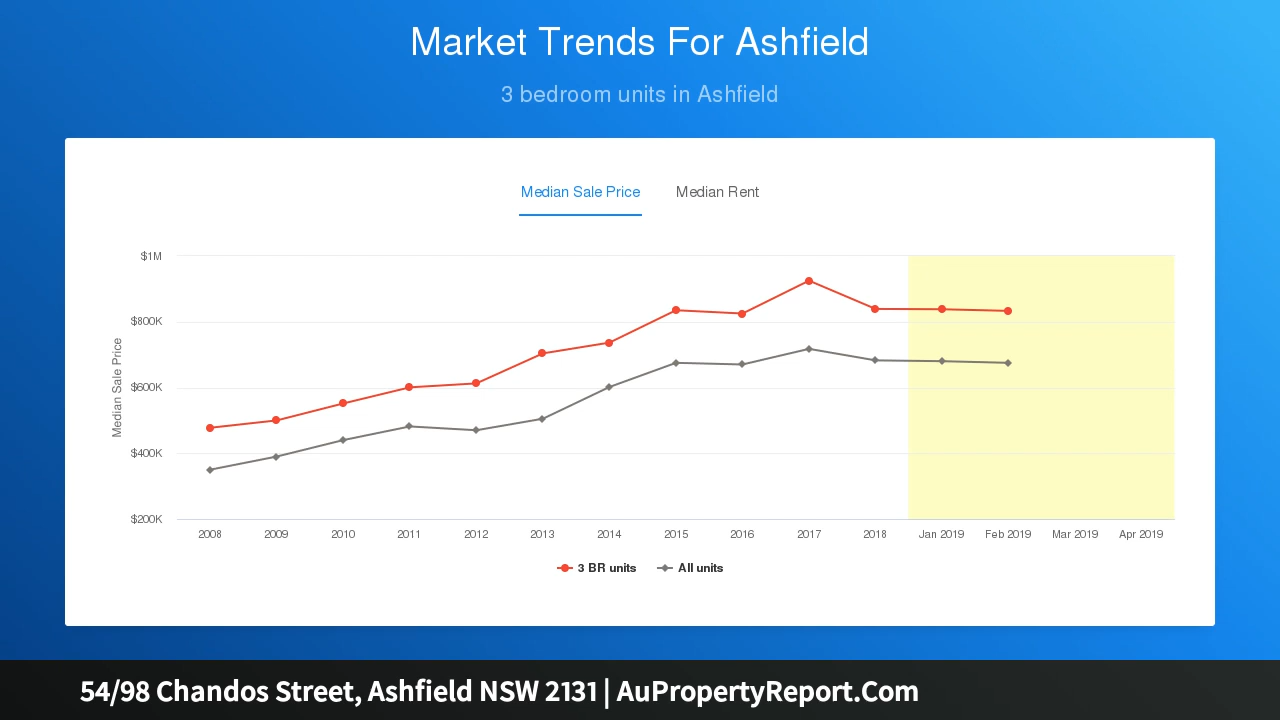 Market Trends For Ashfield
3 bedroom units in Ashfield
Median Sale Price Median Rent
Median Sale Price
$1M
$800K
$600K
$400K
$200K
2008 2009 2010 2011 2012 2013 2014 2015 2016 2017 2018 Jan 2019 Feb 2019 Mar 2019 Apr 2019
3 BR units All units
54/98 Chandos Street, Ashfield NSW 2131 | AuPropertyReport.Com